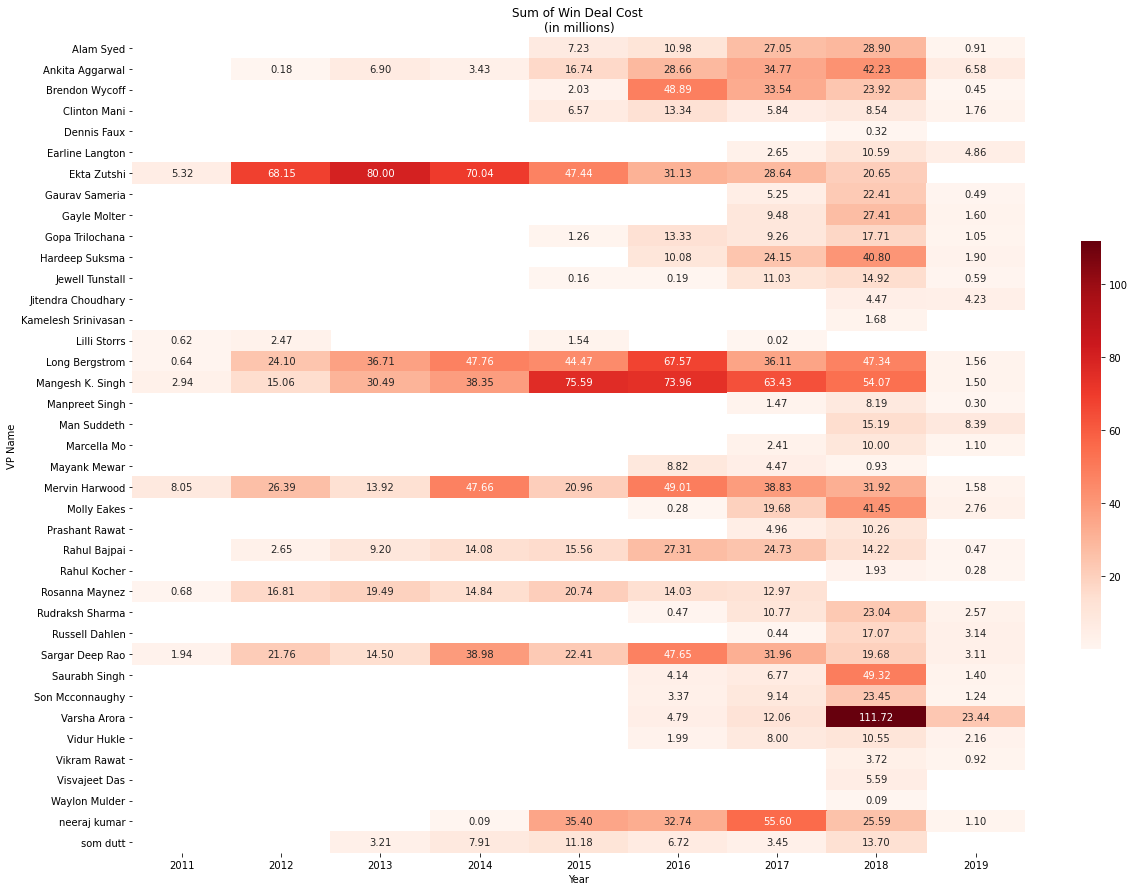 Sum of Win Deal Cost
(in millions)
Alam Syed 7.23 10.98 27.05 28.90 0.91
Ankita Aggarwal 0.18 6.90 3.43 16.74 28.66 34.77 42.23 6.58
Brendon Wycoff 2.03 48.89 33.54 23.92 0.45
Clinton Mani 6.57 13.34 5.84 8.54 1.76
Dennis Faux 0.32
Earline Langton 2.65 10.59 4.86
Ekta Zutshi 5.32 68.15 80.00 70.04 47.44 31.13 28.64 20.65
Gaurav Sameria 5.25 22.41 0.49
Gayle Molter 9.48 27.41 1.60
Gopa Trilochana 1.26 13.33 9.26 17.71 1.05
Hardeep Suksma 10.08 24.15 40.80 1.90
Jewell Tunstall 0.16 0.19 11.03 14.92 0.59
Jitendra Choudhary 4.47 4.23
Kamelesh Srinivasan 1.68
Lilli Storrs 0.62 2.47 1.54 0.02
Long Bergstrom 0.64 24.10 36.71 47.76 44.47 67.57 36.11 47.34 1.56
Mangesh K. Singh 2.94 15.06 30.49 38.35 75.59 73.96 63.43 54.07 1.50
Manpreet Singh 1.47 8.19 0.30
Man Suddeth 15.19 8.39
Marcella Mo 2.41 10.00 1.10
Mayank Mewar 8.82 4.47 0.93
Mervin Harwood 8.05 26.39 13.92 47.66 20.96 49.01 38.83 31.92 1.58
Molly Eakes 0.28 19.68 41.45 2.76
Prashant Rawat 4.96 10.26
Rahul Bajpai 2.65 9.20 14.08 15.56 27.31 24.73 14.22 0.47
Rahul Kocher 1.93 0.28
Rosanna Maynez 0.68 16.81 19.49 14.84 20.74 14.03 12.97
Rudraksh Sharma 0.47 10.77 23.04 2.57
Russell Dahlen 0.44 17.07 3.14
Sargar Deep Rao 1.94 21.76 14.50 38.98 22.41 47.65 31.96 19.68 3.11
Saurabh Singh 4.14 6.77 49.32 1.40
Son Mcconnaughy 3.37 9.14 23.45 1.24
Varsha Arora 4.79 12.06 111.72 23.44
Vidur Hukle 1.99 8.00 10.55 2.16
Vikram Rawat 3.72 0.92
Visvajeet Das 5.59
Waylon Mulder 0.09
neeraj kumar 0.09 35.40 32.74 55.60 25.59 1.10
som dutt 3.21 7.91 11.18 6.72 3.45 13.70
2011 2012 2013 2014 2015 2016 2017 2018 2019
Year
VP Name
100
80
60
40
20